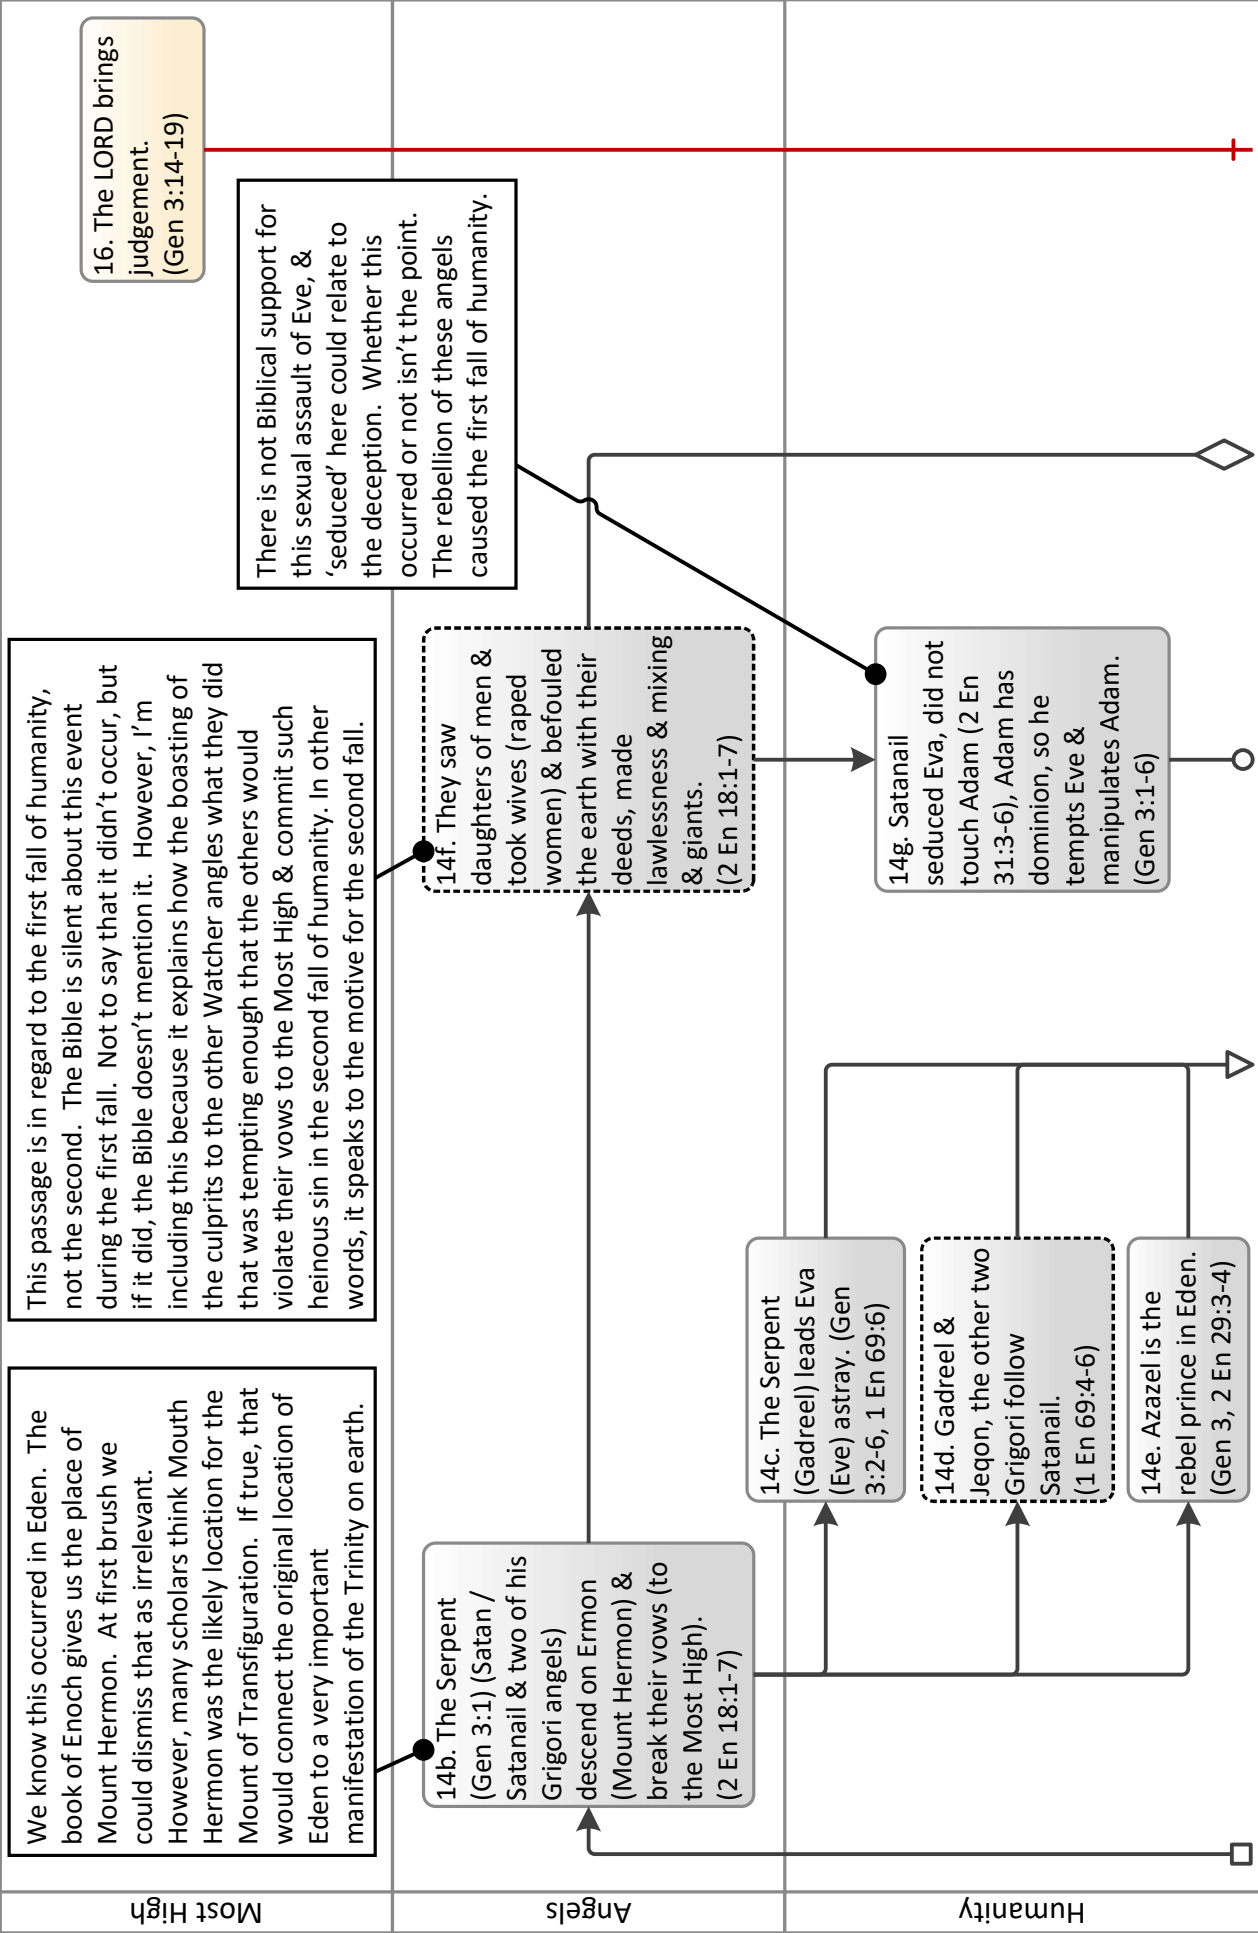 Most High
Angels
Humanity
We know this occurred in Eden.  The
book of Enoch gives us the place of
Mount Hermon.  At first brush we
could dismiss that as irrelevant.
However, many scholars think Mouth
Hermon was the likely location for the
Mount of Transfiguration.  If true, that
would connect the original location of
Eden to a very important
manifestation of the Trinity on earth.
This passage is in regard to the first fall of humanity,
not the second.  The Bible is silent about this event
during the first fall.  Not to say that it didn't occur, but
if it did, the Bible doesn't mention it.  However, I'm
including this because it explains how the boasting of
the culprits to the other Watcher angles what they did
that was tempting enough that the others would
violate their vows to the Most High & commit such
heinous sin in the second fall of humanity. In other
words, it speaks to the motive for the second fall.
16. The LORD brings
judgement.
(Gen 3:14-19)
There is not Biblical support for
this sexual assault of Eve, &
‘seduced’ here could relate to
the deception.  Whether this
occurred or not isn't the point.
The rebellion of these angels
caused the first fall of humanity.
14b. The Serpent
(Gen 3:1) (Satan /
Satanail & two of his
Grigori angels)
descend on Ermon
(Mount Hermon) &
break their vows (to
the Most High).
(2 En 18:1-7)
14f. They saw
daughters of men &
took wives (raped
women) & befouled
the earth with their
deeds, made
lawlessness & mixing
& giants.
(2 En 18:1-7)
14c. The Serpent
(Gadreel) leads Eva
(Eve) astray. (Gen
3:2-6, 1 En 69:6)
14d. Gadreel &
Jeqon, the other two
Grigori follow
Satanail.
(1 En 69:4-6)
14e. Azazel is the
rebel prince in Eden.
(Gen 3, 2 En 29:3-4)
14g. Satanail
seduced Eva, did not
touch Adam (2 En
31:3-6), Adam has
dominion, so he
tempts Eve &
manipulates Adam.
(Gen 3:1-6)